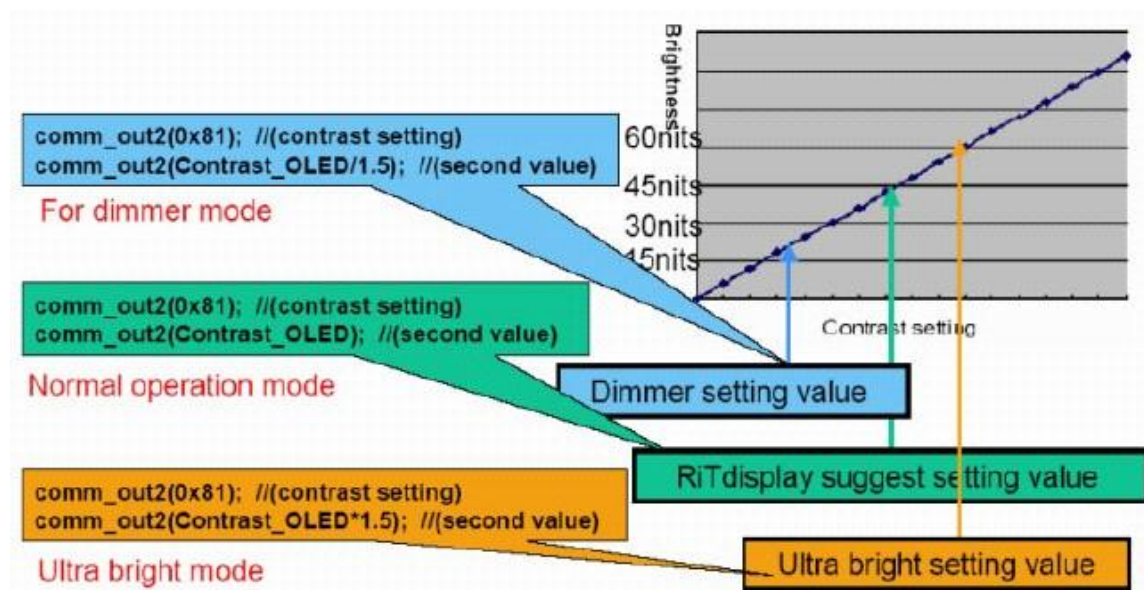 Brightness
60nits
45nits
30nits
15nits
Contrast setting
comm_out2(0x81); //(contrast setting)
comm_out2(Contrast_OLED/1.5); //(second value)
For dimmer mode
comm_out2(0x81); //(contrast setting)
comm_out2(Contrast_OLED); //(second value)
Normal operation mode
Dimmer setting value
RiTdisplay suggest setting value
comm_out2(0x81); //(contrast setting)
comm_out2(Contrast_OLED*1.5); //(second value)
Ultra bright mode
Ultra bright setting value